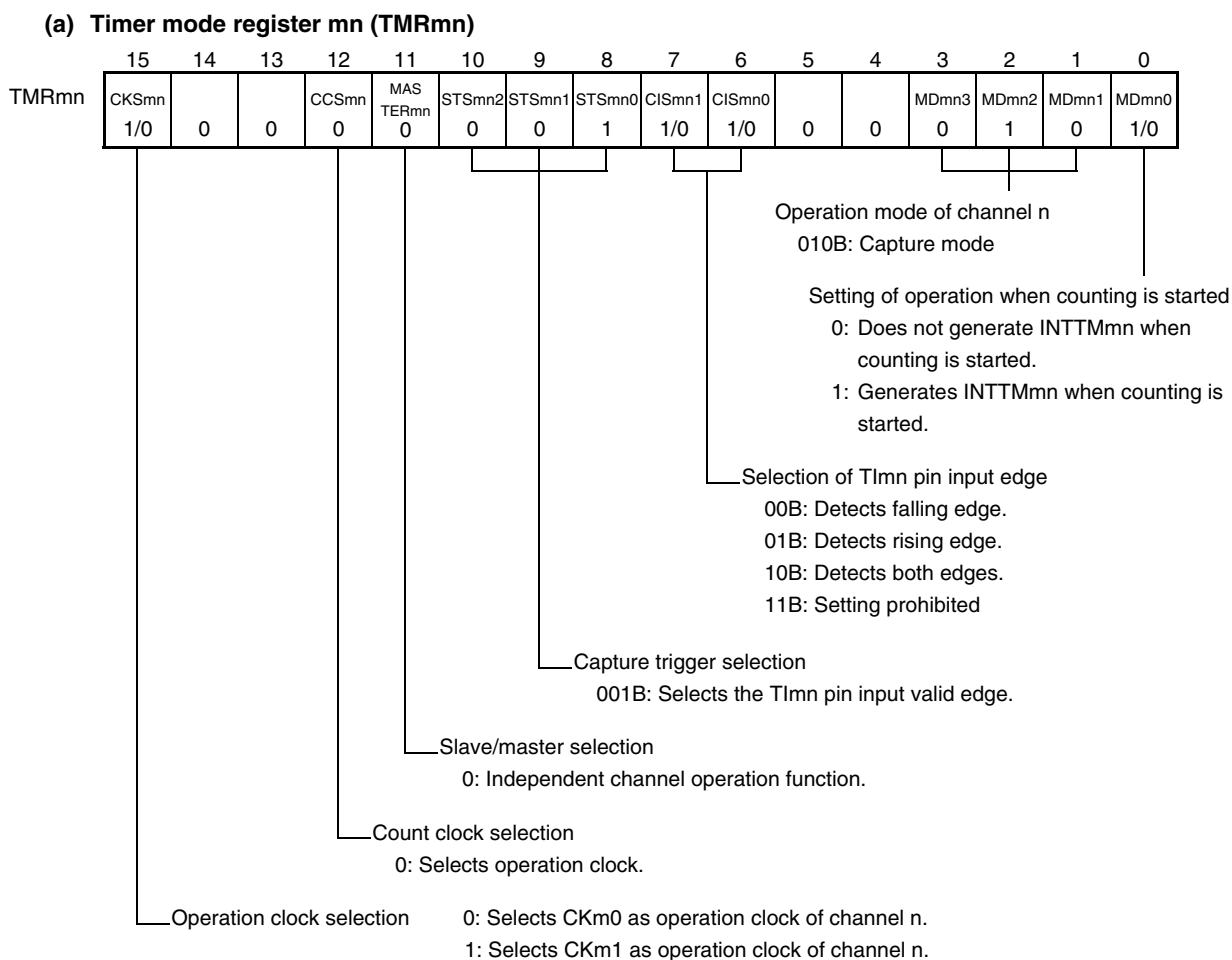 (a) Timer mode register mn (TMRmn)
15 14 13 12 11 10 9 8 7 6 5 4 3 2 1 0
TMRmn CKSmn CCSmn MAS TERmn STSmn2 STSmn1 STSmn0 CISmn1 CISmn0 MDmn3 MDmn2 MDmn1 MDmn0
1/0 0 0 0 0 0 0 1 1/0 1/0 0 0 0 1 0 1/0
Operation mode of channel n
010B: Capture mode
Setting of operation when counting is started
0: Does not generate INTTMmn when
counting is started.
1: Generates INTTMmn when counting is
started.
Selection of TImn pin input edge
00B: Detects falling edge.
01B: Detects rising edge.
10B: Detects both edges.
11B: Setting prohibited
Capture trigger selection
001B: Selects the TImn pin input valid edge.
Slave/master selection
0: Independent channel operation function.
Count clock selection
0: Selects operation clock.
Operation clock selection 0: Selects CKm0 as operation clock of channel n.
1: Selects CKm1 as operation clock of channel n.